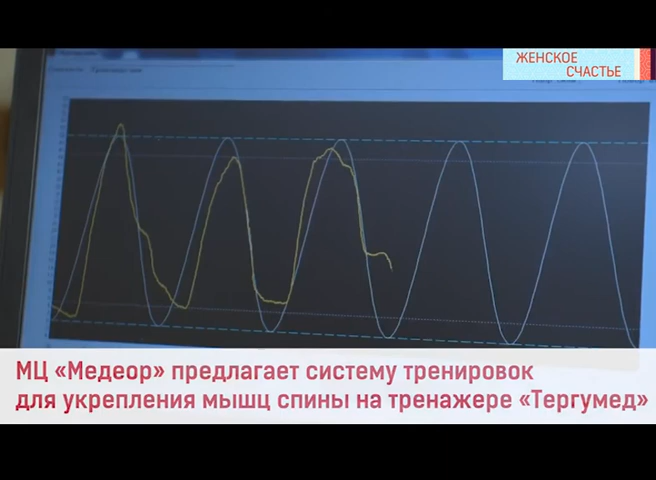 ЖЕНСКОЕ
СЧАСТЬЕ
МЦ «Медеор» предлагает систему тренировок
для укрепления мышц спины на тренажере «Тергумед»